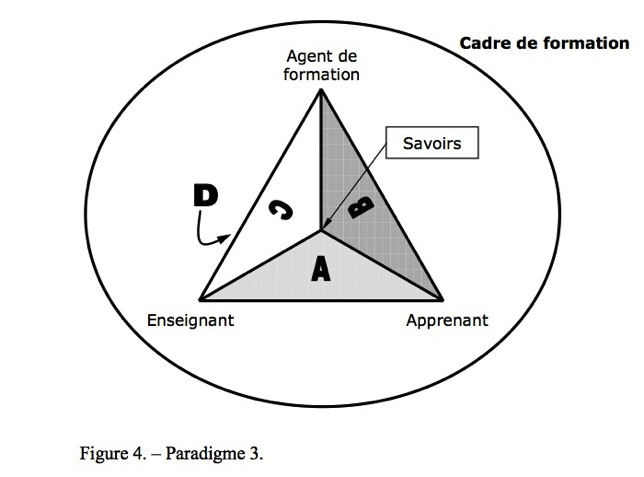 Cadre de formation
Agent de
formation
Savoirs
D
C
B
A
Enseignant
Apprenant
Figure 4. – Paradigme 3.